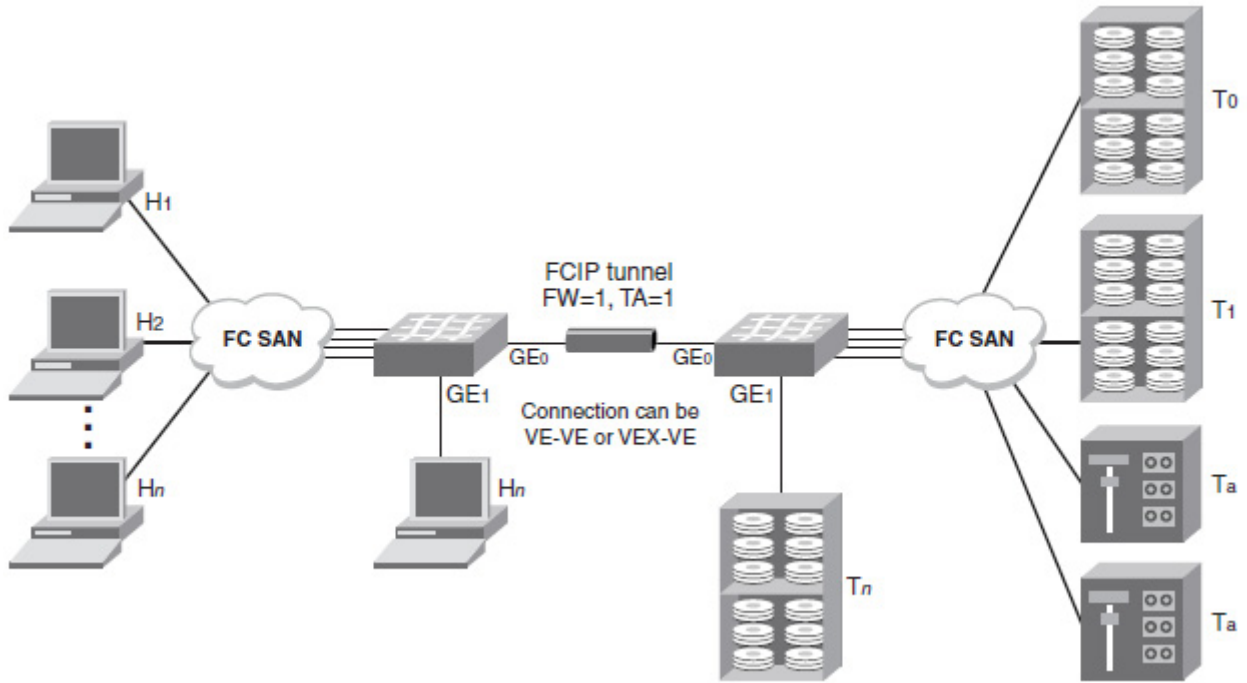 T0
H1
FCIP tunnel
FW=1, TA=1
H2
FC SAN
FC SAN
T1
GE0
GE0
GE1
GE1
Connection can be
VE-VE or VEX-VE
Hn
Hn
Ta
Tn
Ta